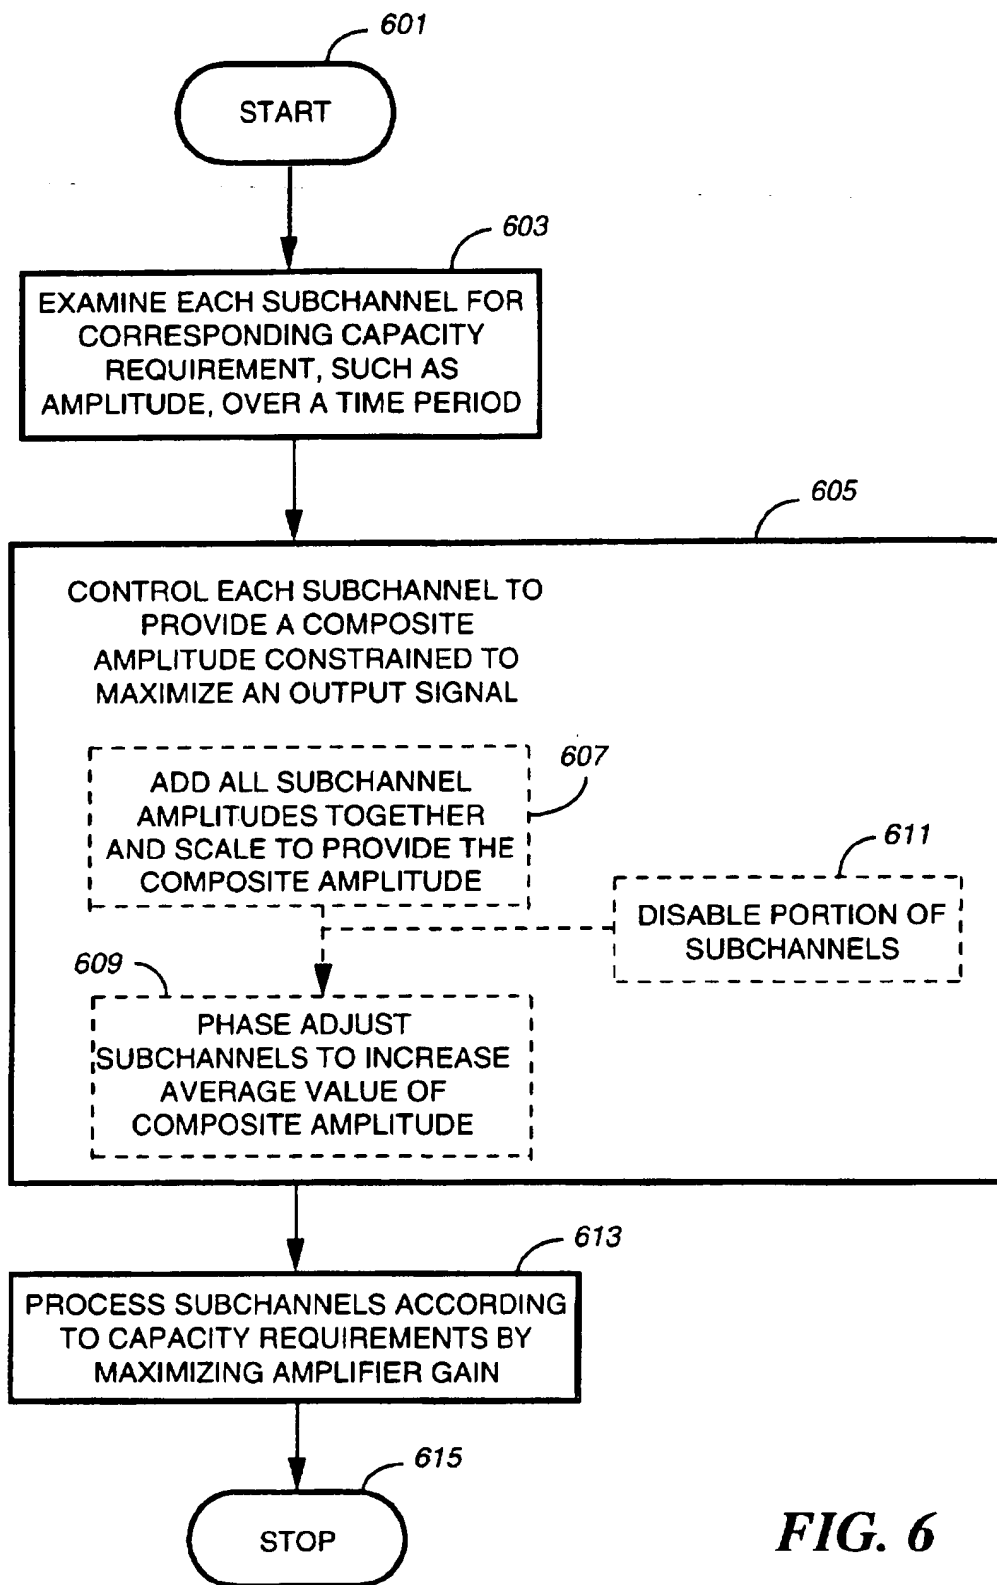 601
START
603
EXAMINE EACH SUBCHANNEL FOR
CORRESPONDING CAPACITY
REQUIREMENT, SUCH AS
AMPLITUDE, OVER A TIME PERIOD
605
CONTROL EACH SUBCHANNEL TO
PROVIDE A COMPOSITE
AMPLITUDE CONSTRAINED TO
MAXIMIZE AN OUTPUT SIGNAL
607
ADD ALL SUBCHANNEL
AMPLITUDES TOGETHER
AND SCALE TO PROVIDE THE
COMPOSITE AMPLITUDE
611
DISABLE PORTION OF
SUBCHANNELS
609
PHASE ADJUST
SUBCHANNELS TO INCREASE
AVERAGE VALUE OF
COMPOSITE AMPLITUDE
613
PROCESS SUBCHANNELS ACCORDING
TO CAPACITY REQUIREMENTS BY
MAXIMIZING AMPLIFIER GAIN
615
STOP
FIG. 6